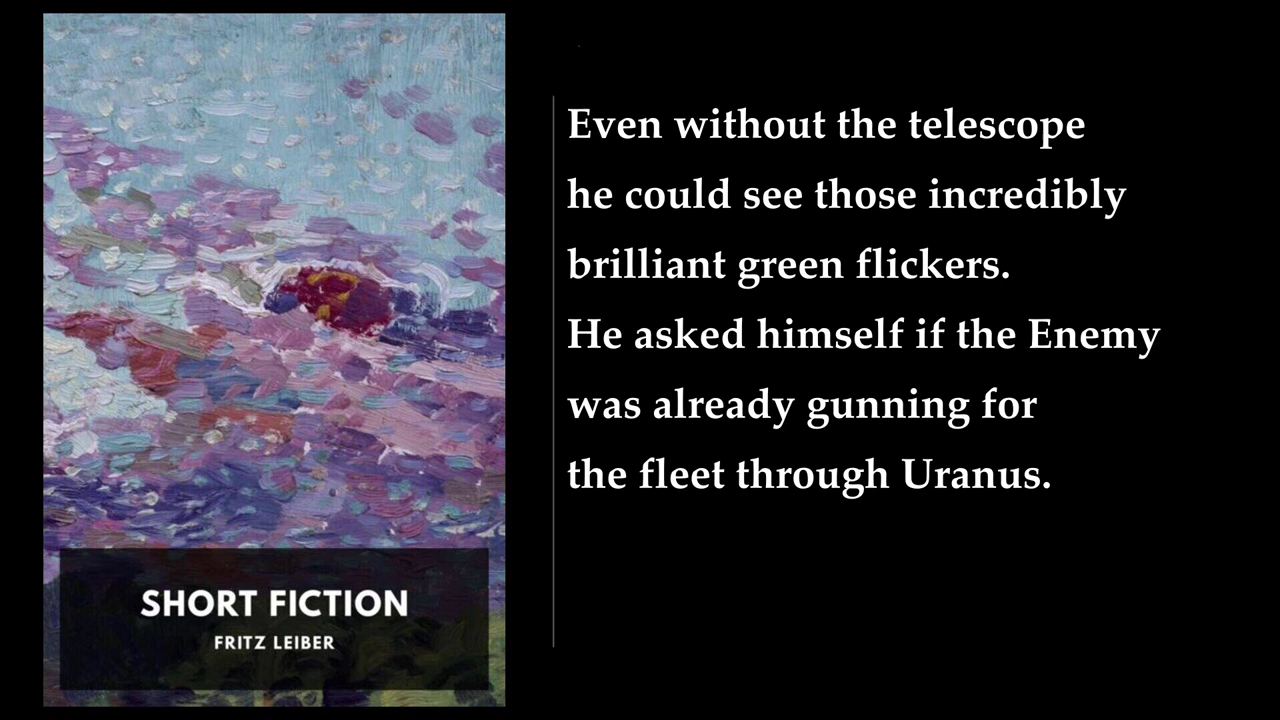 Even without the telescope
he could see those incredibly
brilliant green flickers.
He asked himself if the Enemy
was already gunning for
the fleet through Uranus.
SHORT FICTION
FRITZ LEIBER